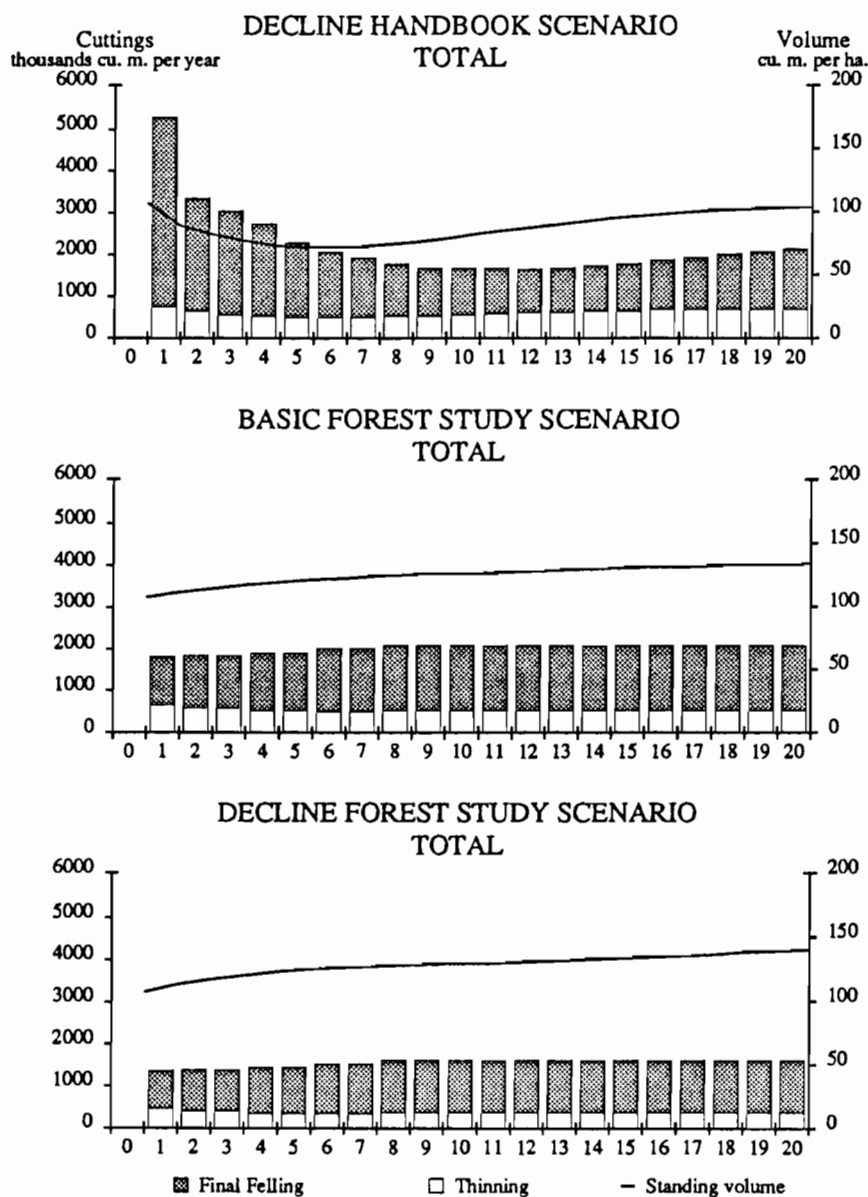 DECLINE HANDBOOK SCENARIO
TOTAL
Cuttings
thousands cu. m. per year
Volume
cu. m. per ha.
6000
5000
4000
3000
2000
1000
0
200
150
100
50
0
0 1 2 3 4 5 6 7 8 9 10 11 12 13 14 15 16 17 18 19 20
BASIC FOREST STUDY SCENARIO
TOTAL
6000
5000
4000
3000
2000
1000
0
200
150
100
50
0
0 1 2 3 4 5 6 7 8 9 10 11 12 13 14 15 16 17 18 19 20
DECLINE FOREST STUDY SCENARIO
TOTAL
6000
5000
4000
3000
2000
1000
0
200
150
100
50
0
0 1 2 3 4 5 6 7 8 9 10 11 12 13 14 15 16 17 18 19 20
Final Felling Thinning Standing volume